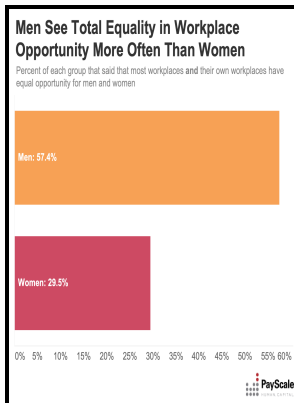 Men See Total Equality in Workplace
Opportunity More Often Than Women
Percent of each group that said that most workplaces and their own workplaces have
equal opportunity for men and women
Men: 57.4%
Women: 29.5%
0% 5% 10% 15% 20% 25% 30% 35% 40% 45% 50% 55% 60%
PayScale
HUMAN CAPITAL